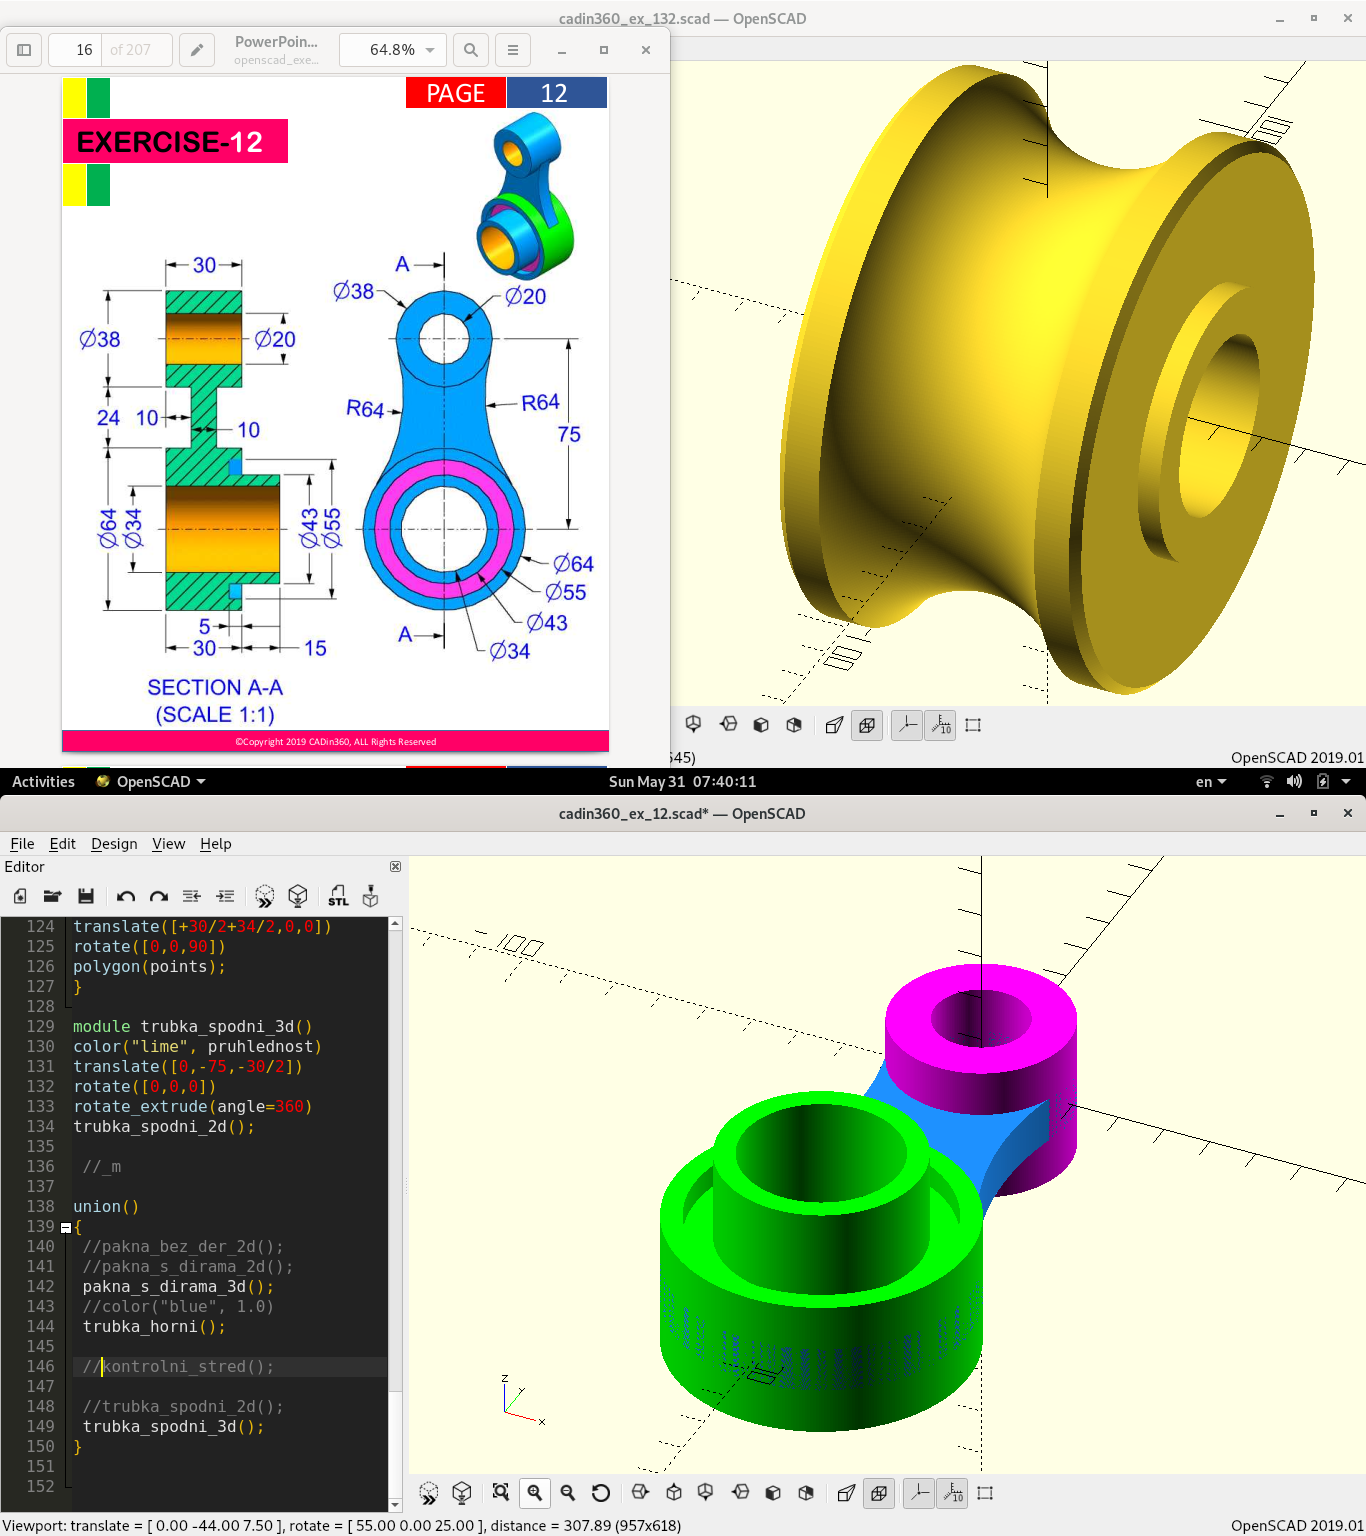 cadin360_ex_132.scad — OpenSCAD
16 of 207
PowerPoin...
openscad_exe...
64.8%
PAGE 12
EXERCISE-12
30
A
Ø38
Ø20
Ø38
Ø20
24
10
10
R64
R64
75
Ø64
Ø34
Ø43
Ø55
Ø64
Ø55
Ø43
Ø34
5
A
30
15
SECTION A-A
(SCALE 1:1)
©Copyright 2019 CADin360, ALL Rights Reserved
545)
OpenSCAD 2019.01
Activities
OpenSCAD
Sun May 31 07:40:11
en
cadin360_ex_12.scad* — OpenSCAD
File Edit Design View Help
Editor
STL
124 translate([+30/2+34/2,0,0])
125 rotate([0,0,90])
126 polygon(points);
127 }
128
129 module trubka_spodni_3d()
130 color("lime", pruhlednost)
131 translate([0,-75,-30/2])
132 rotate([0,0,0])
133 rotate_extrude(angle=360)
134 trubka_spodni_2d();
135
136 //_m
137
138 union()
139 {
140 //pakna_bez_der_2d();
141 //pakna_s_dirama_2d();
142 pakna_s_dirama_3d();
143 //color("blue", 1.0)
144 trubka_horni();
145
146 //kontrolni_stred();
147
148 //trubka_spodni_2d();
149 trubka_spodni_3d();
150 }
151
152
z
y
x
10
10
Viewport: translate = [ 0.00 -44.00 7.50 ], rotate = [ 55.00 0.00 25.00 ], distance = 307.89 (957x618)
OpenSCAD 2019.01